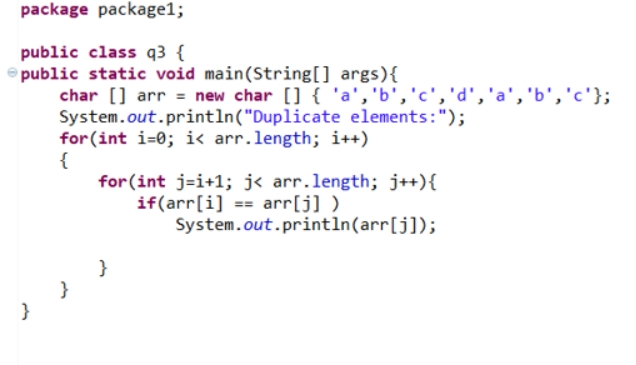 package package1;
public class q3 {
public static void main(String[] args){
char [] arr = new char [] { 'a','b','c','d','a','b','c'};
System.out.println("Duplicate elements:");
for(int i=0; i< arr.length; i++)
{
for(int j=i+1; j< arr.length; j++){
if(arr[i] == arr[j] )
System.out.println(arr[j]);
}
}
}